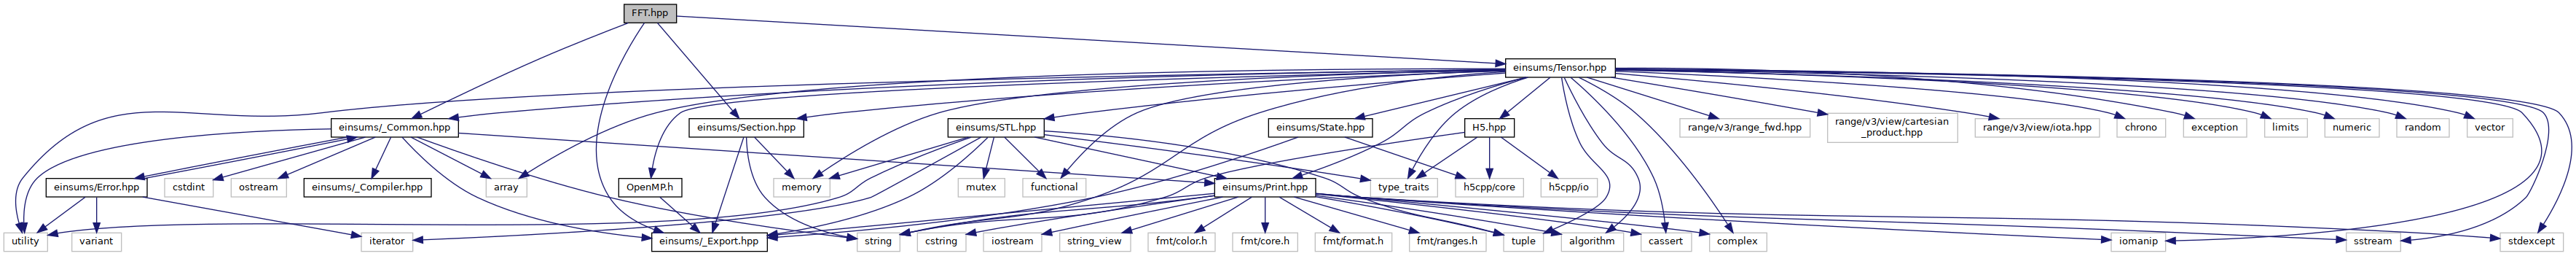 FFT.hpp
einsums/Tensor.hpp
einsums/_Common.hpp
einsums/Section.hpp
einsums/STL.hpp
einsums/State.hpp
H5.hpp
range/v3/range_fwd.hpp
range/v3/view/cartesian
_product.hpp
range/v3/view/iota.hpp
chrono
exception
limits
numeric
random
vector
einsums/Error.hpp
cstdint
ostream
einsums/_Compiler.hpp
array
OpenMP.h
memory
mutex
functional
einsums/Print.hpp
type_traits
h5cpp/core
h5cpp/io
utility
variant
iterator
einsums/_Export.hpp
string
cstring
iostream
string_view
fmt/color.h
fmt/core.h
fmt/format.h
fmt/ranges.h
tuple
algorithm
cassert
complex
iomanip
sstream
stdexcept